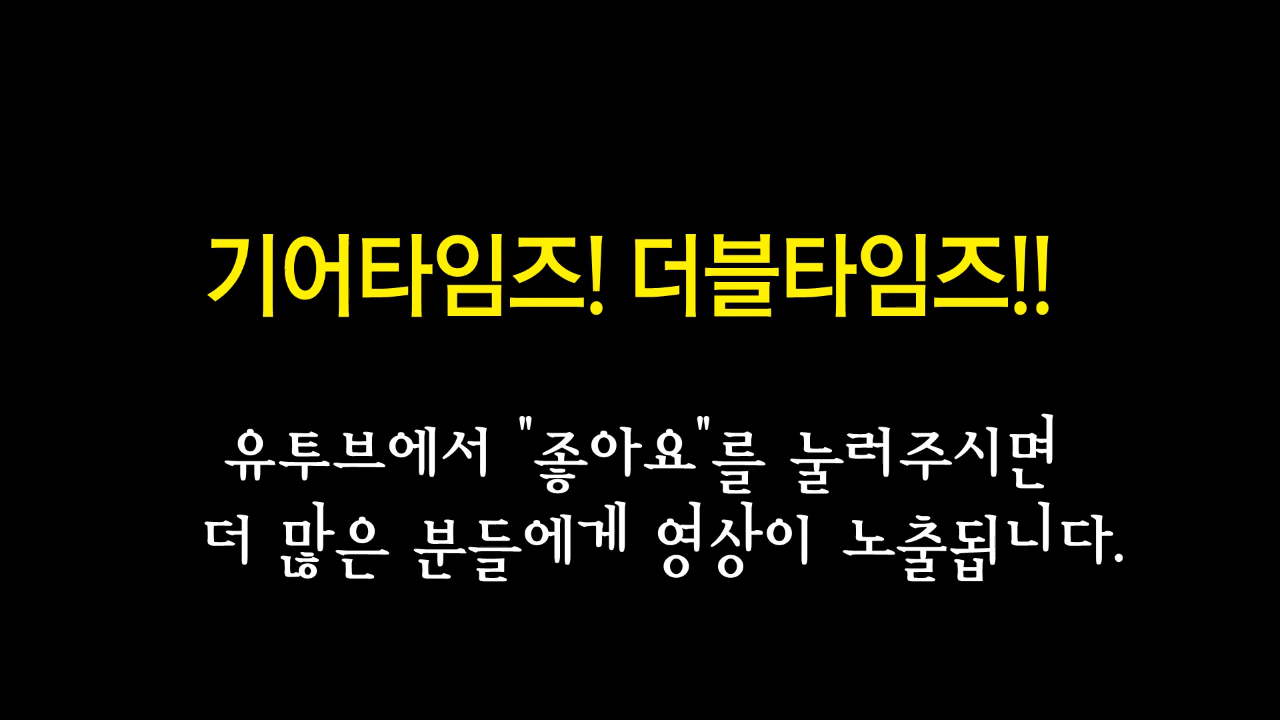 기어타임즈! 더블타임즈!!
유투브에서 "좋아요"를 눌러주시면
더 많은 분들에게 영상이 노출됩니다.